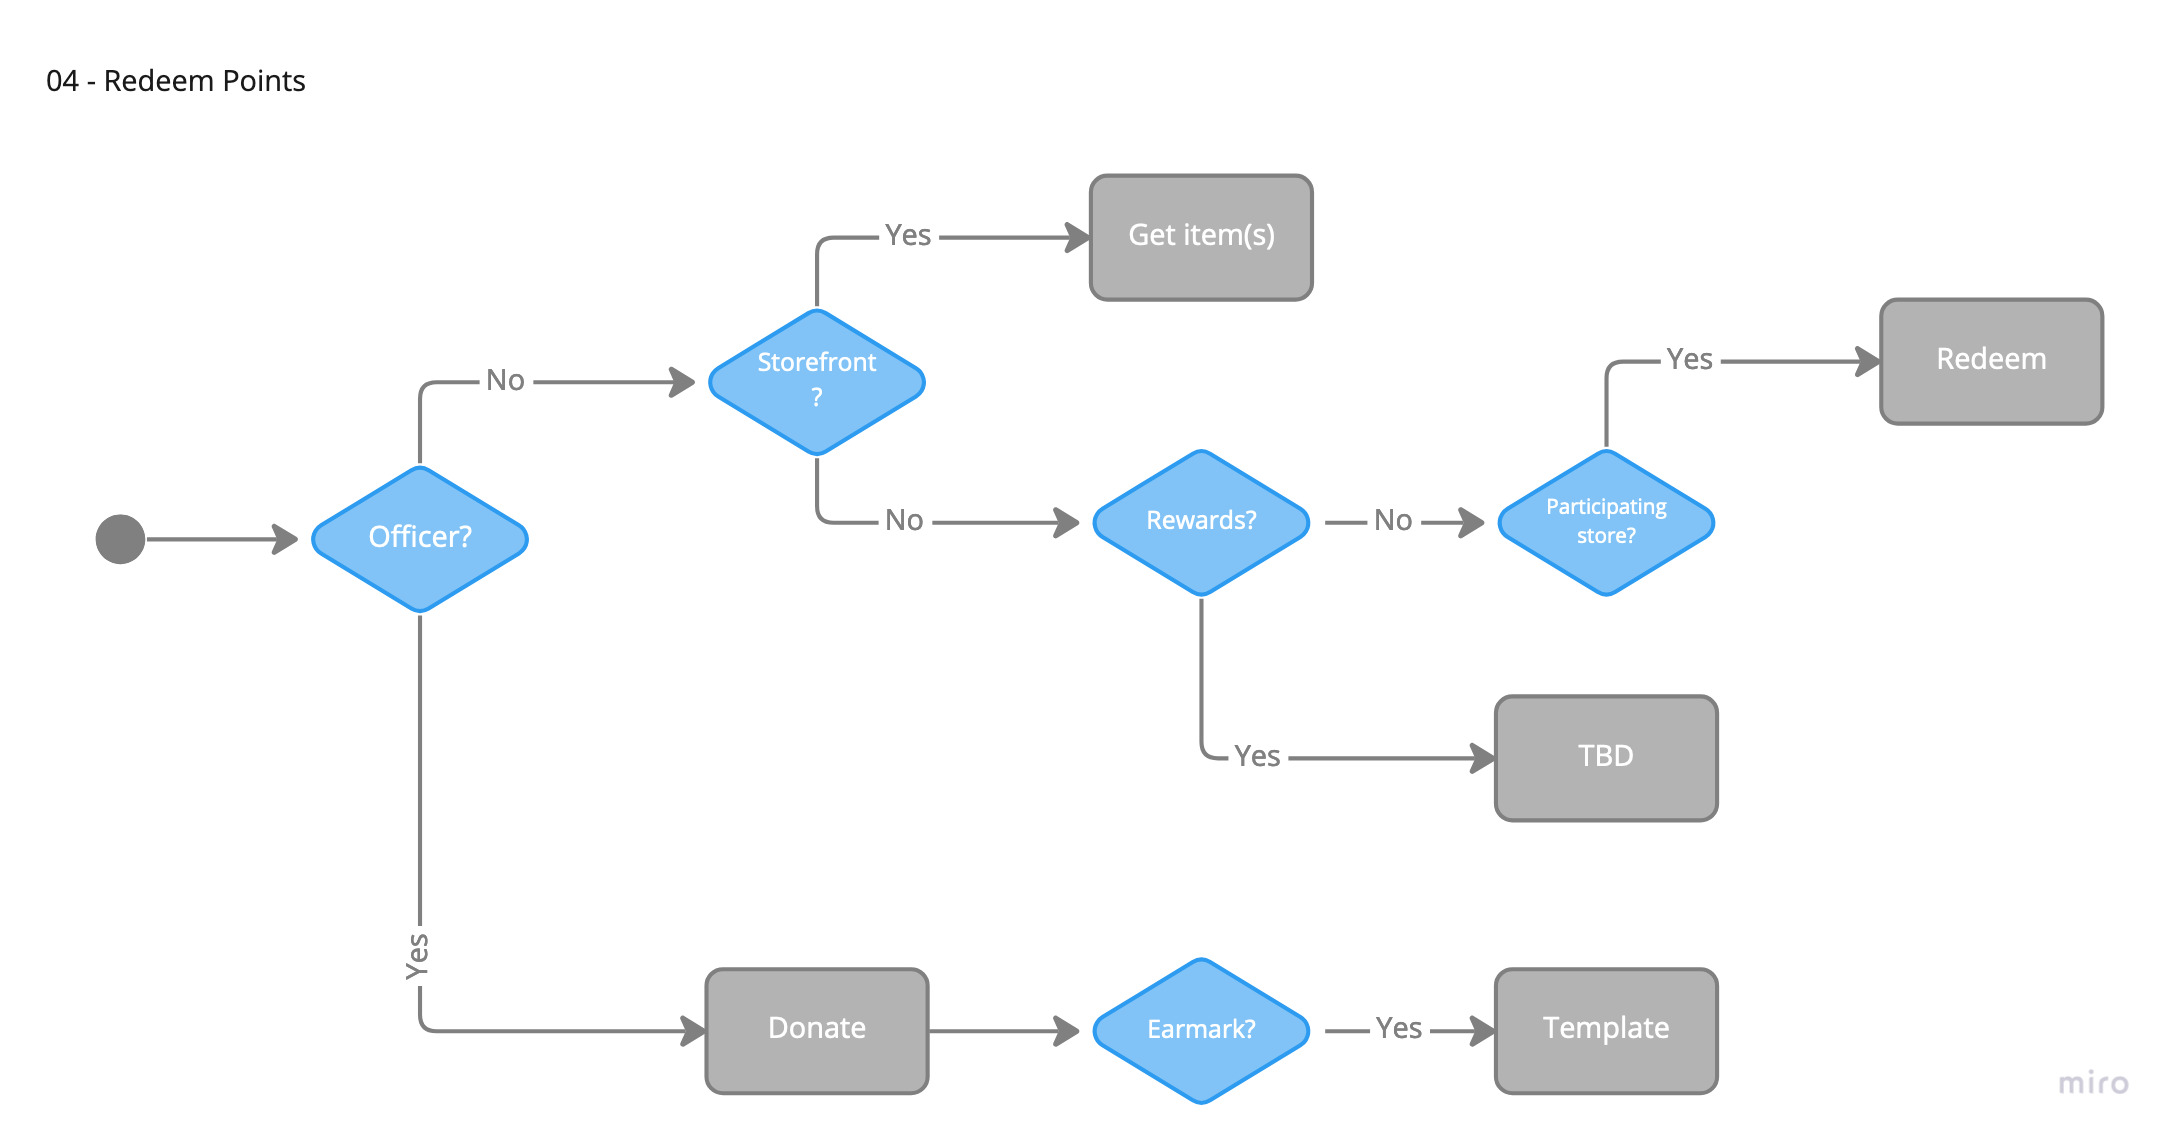 04 - Redeem Points
Yes
Get item(s)
Storefront
?
Yes
Redeem
No
Officer?
No
Rewards?
No
Participating
store?
Yes
TBD
Yes
Donate
Earmark?
Yes
Template
miro